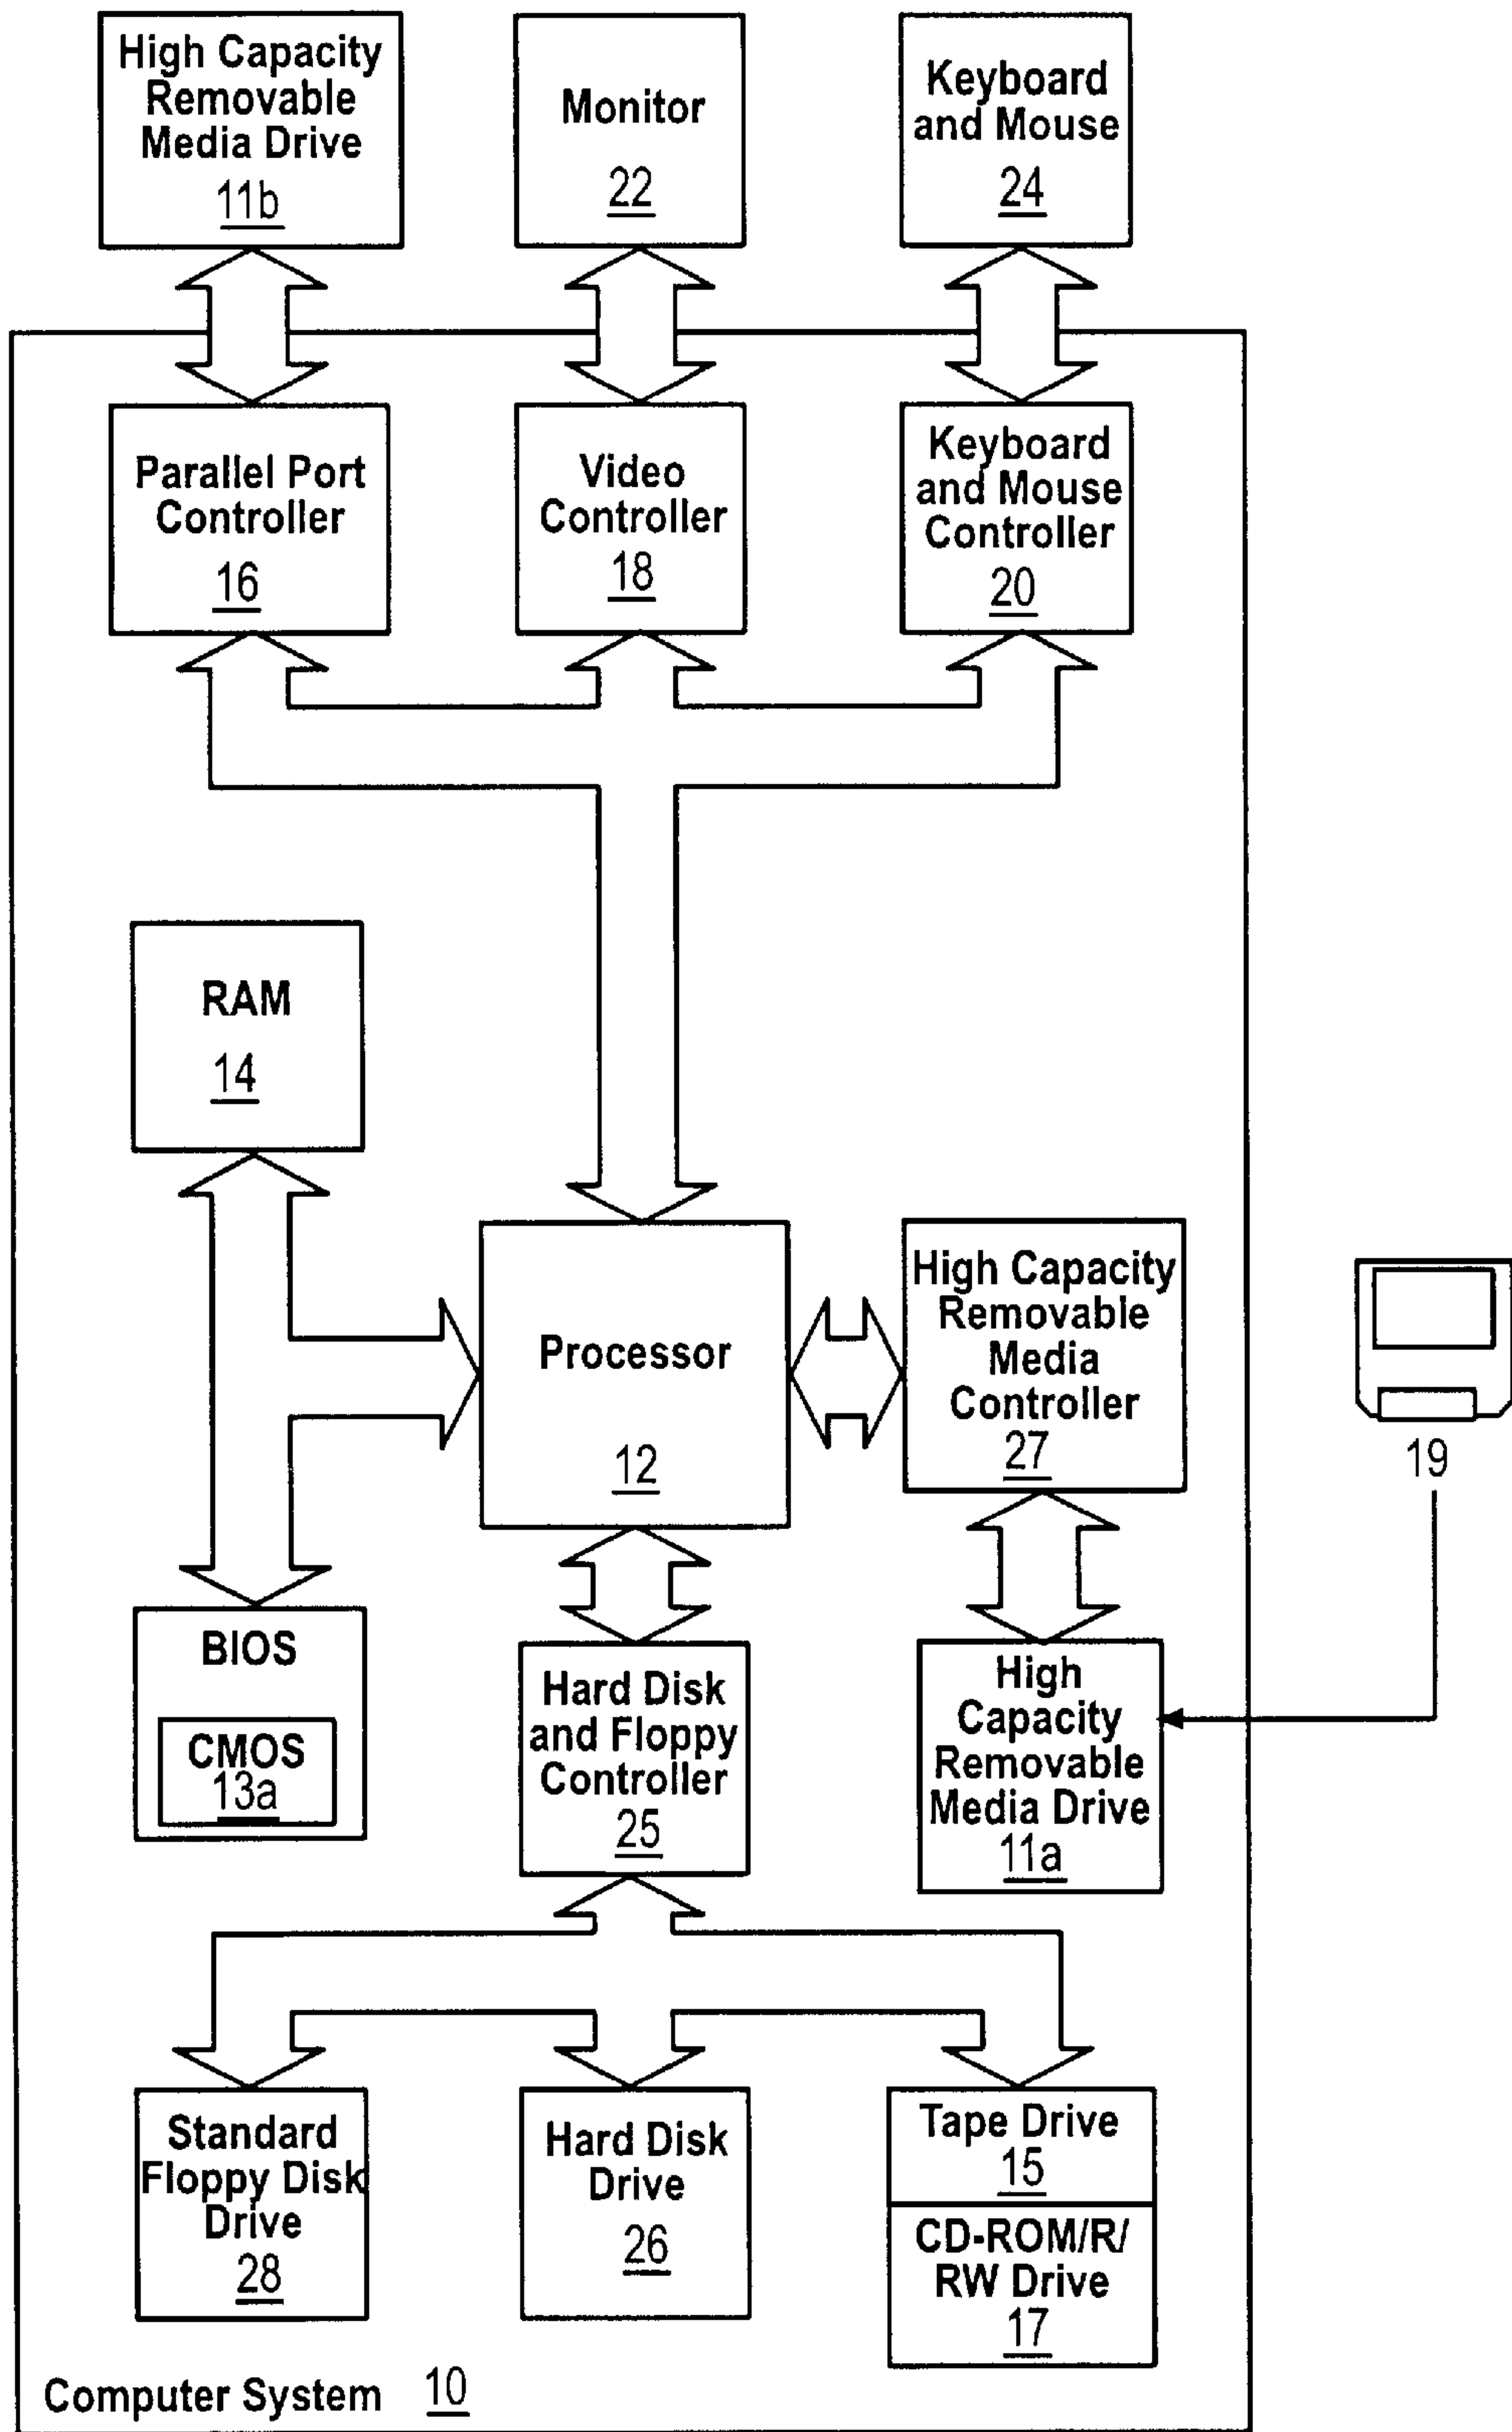 High Capacity
Removable
Media Drive
11b
Monitor
22
Keyboard
and Mouse
24
Parallel Port
Controller
16
Video
Controller
18
Keyboard
and Mouse
Controller
20
RAM
14
Processor
12
High Capacity
Removable
Media
Controller
27
19
BIOS
CMOS
13a
Hard Disk
and Floppy
Controller
25
High
Capacity
Removable
Media Drive
11a
Standard
Floppy Disk
Drive
28
Hard Disk
Drive
26
Tape Drive
15
CD-ROM/R/
RW Drive
17
Computer System 10